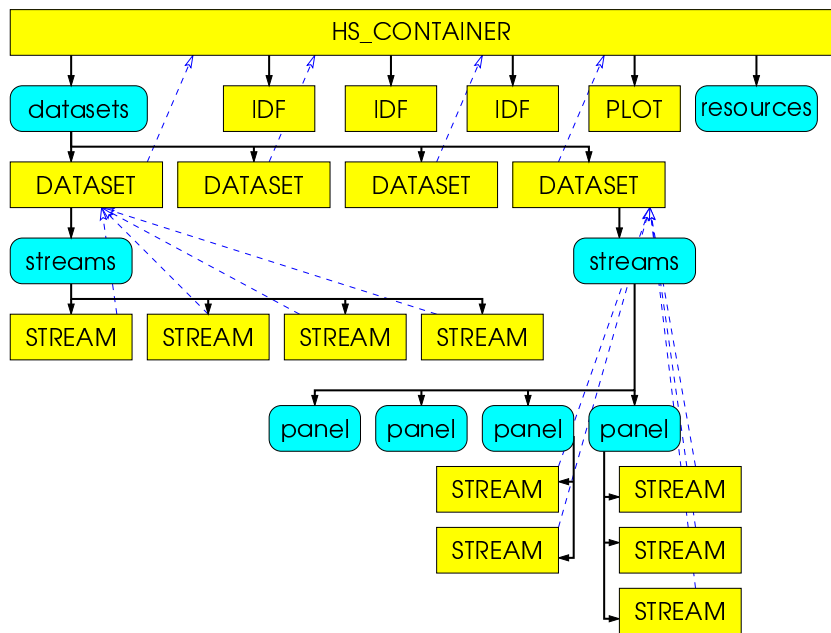 HS_CONTAINER
datasets IDF IDF IDF PLOT resources
DATASET DATASET DATASET DATASET
streams streams
STREAM STREAM STREAM STREAM
panel panel panel panel
STREAM STREAM
STREAM STREAM
STREAM